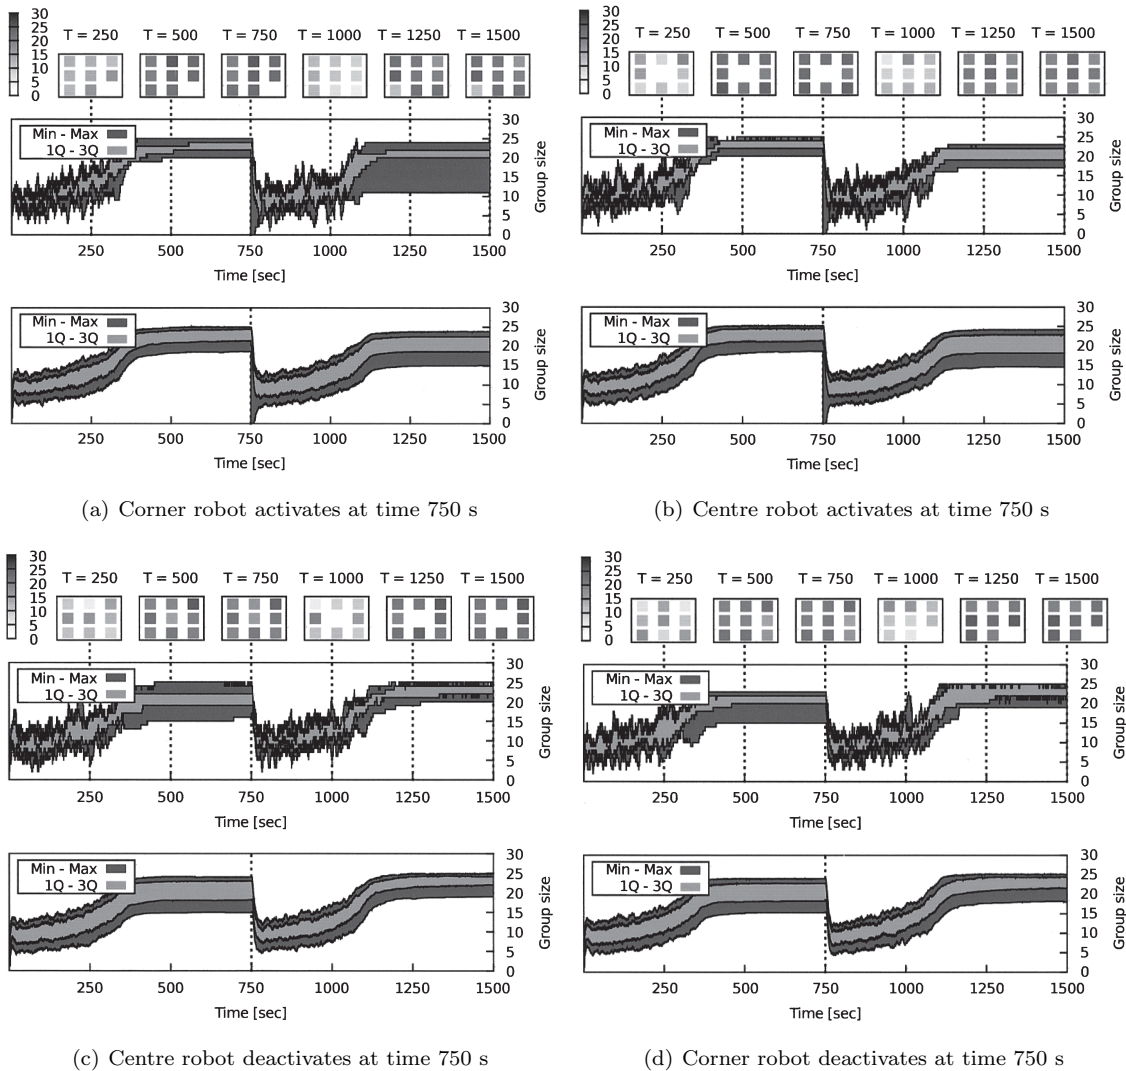 30
25
20
15
10
5
0
T = 250 T = 500 T = 750 T = 1000 T = 1250 T = 1500
Min - Max
1Q - 3Q
30
25
20
15
10
5
0
Group size
250 500 750 1000 1250 1500
Time [sec]
Min - Max
1Q - 3Q
30
25
20
15
10
5
0
Group size
250 500 750 1000 1250 1500
Time [sec]
(a) Corner robot activates at time 750 s
30
25
20
15
10
5
0
T = 250 T = 500 T = 750 T = 1000 T = 1250 T = 1500
Min - Max
1Q - 3Q
30
25
20
15
10
5
0
Group size
250 500 750 1000 1250 1500
Time [sec]
Min - Max
1Q - 3Q
30
25
20
15
10
5
0
Group size
250 500 750 1000 1250 1500
Time [sec]
(b) Centre robot activates at time 750 s
30
25
20
15
10
5
0
T = 250 T = 500 T = 750 T = 1000 T = 1250 T = 1500
Min - Max
1Q - 3Q
30
25
20
15
10
5
0
Group size
250 500 750 1000 1250 1500
Time [sec]
Min - Max
1Q - 3Q
30
25
20
15
10
5
0
Group size
250 500 750 1000 1250 1500
Time [sec]
(c) Centre robot deactivates at time 750 s
30
25
20
15
10
5
0
T = 250 T = 500 T = 750 T = 1000 T = 1250 T = 1500
Min - Max
1Q - 3Q
30
25
20
15
10
5
0
Group size
250 500 750 1000 1250 1500
Time [sec]
Min - Max
1Q - 3Q
30
25
20
15
10
5
0
Group size
250 500 750 1000 1250 1500
Time [sec]
(d) Corner robot deactivates at time 750 s